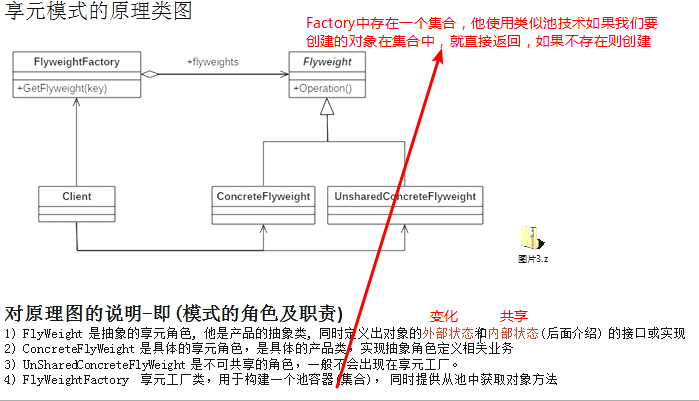 享元模式的原理类图
Factory中存在一个集合，他使用类似池技术如果我们要
创建的对象在集合中，就直接返回，如果不存在则创建
FlyweightFactory
+GetFlyweight(key)
+flyweights
Flyweight
+Operation()
Client
ConcreteFlyweight
UnsharedConcreteFlyweight
图片3.z
对原理图的说明-即(模式的角色及职责)
变化 共享
1) FlyWeight 是抽象的享元角色, 他是产品的抽象类, 同时定义出对象的外部状态和内部状态(后面介绍) 的接口或实现
2) ConcreteFlyWeight 是具体的享元角色，是具体的产品类，实现抽象角色定义相关业务
3) UnSharedConcreteFlyWeight 是不可共享的角色，一般不会出现在享元工厂。
4) FlyWeightFactory 享元工厂类，用于构建一个池容器(集合)， 同时提供从池中获取对象方法